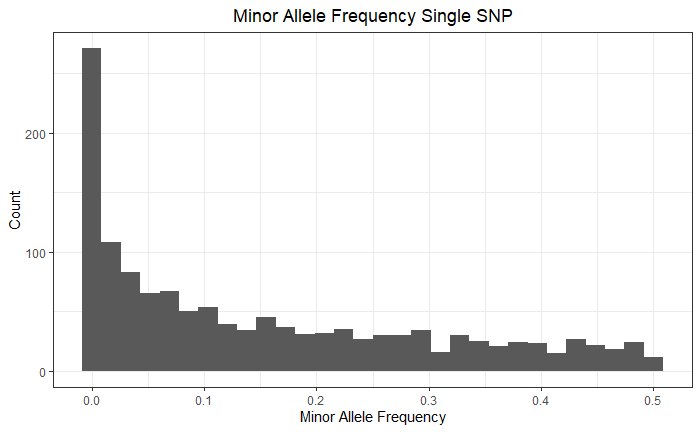 Minor Allele Frequency Single SNP
Count
200
100
0
0.0 0.1 0.2 0.3 0.4 0.5
Minor Allele Frequency